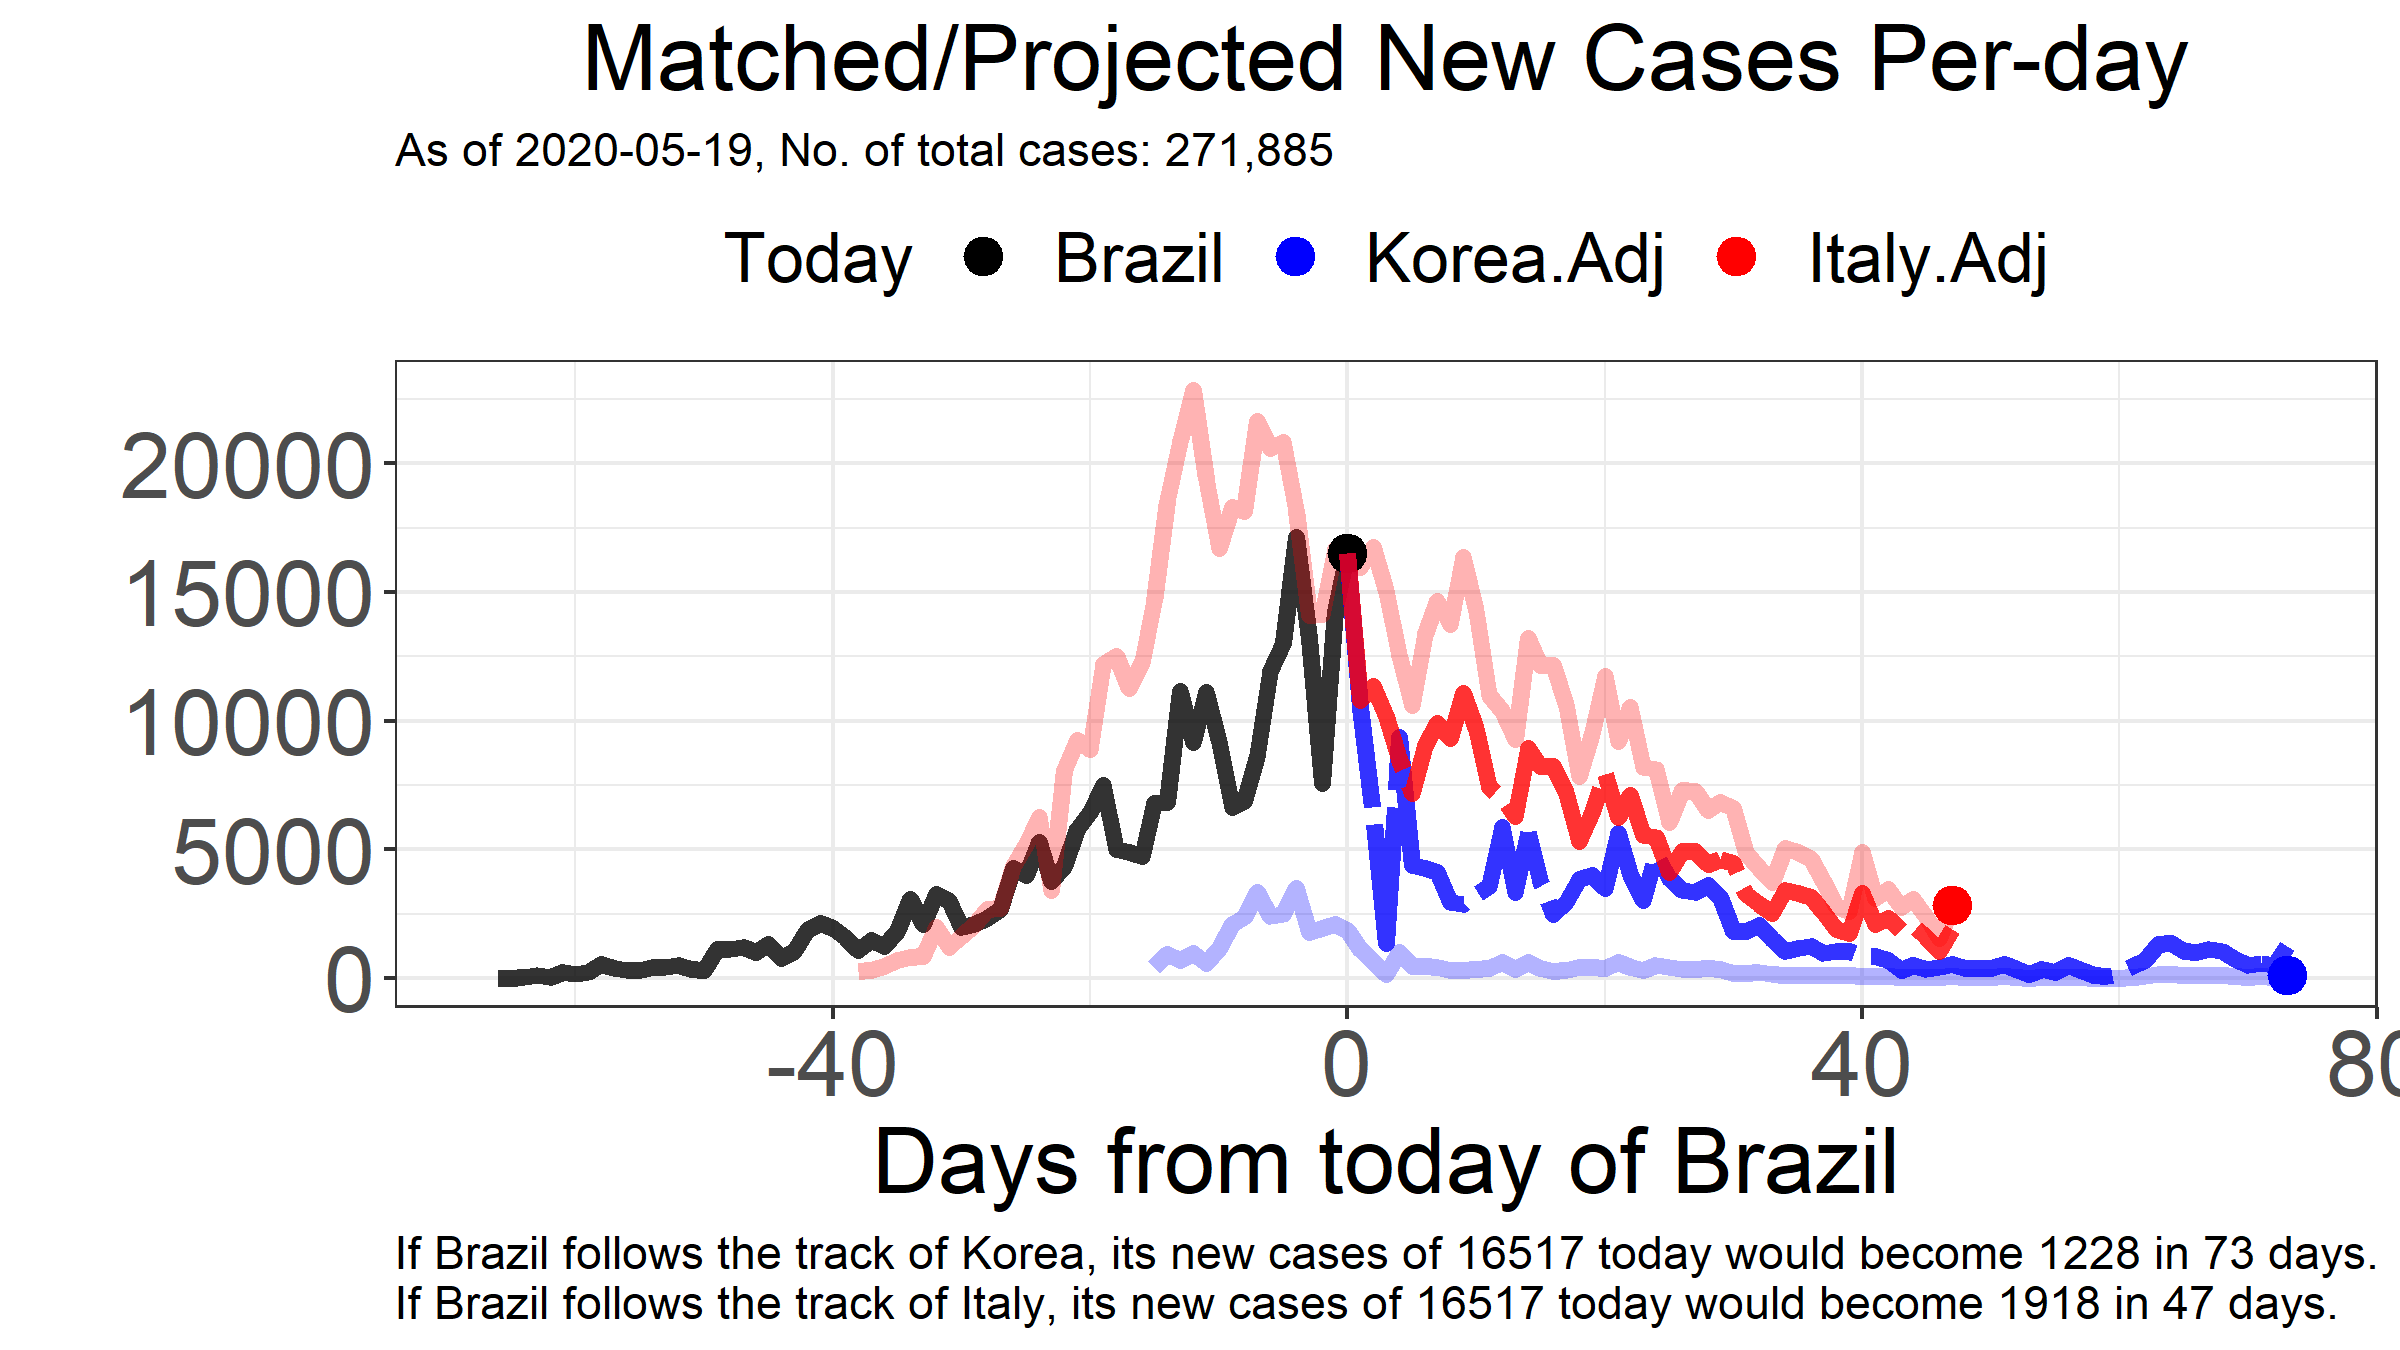 Matched/Projected New Cases Per-day
As of 2020-05-19, No. of total cases: 271,885
Today Brazil Korea.Adj Italy.Adj
20000
15000
10000
5000
0
-40 0 40 80
Days from today of Brazil
If Brazil follows the track of Korea, its new cases of 16517 today would become 1228 in 73 days.
If Brazil follows the track of Italy, its new cases of 16517 today would become 1918 in 47 days.